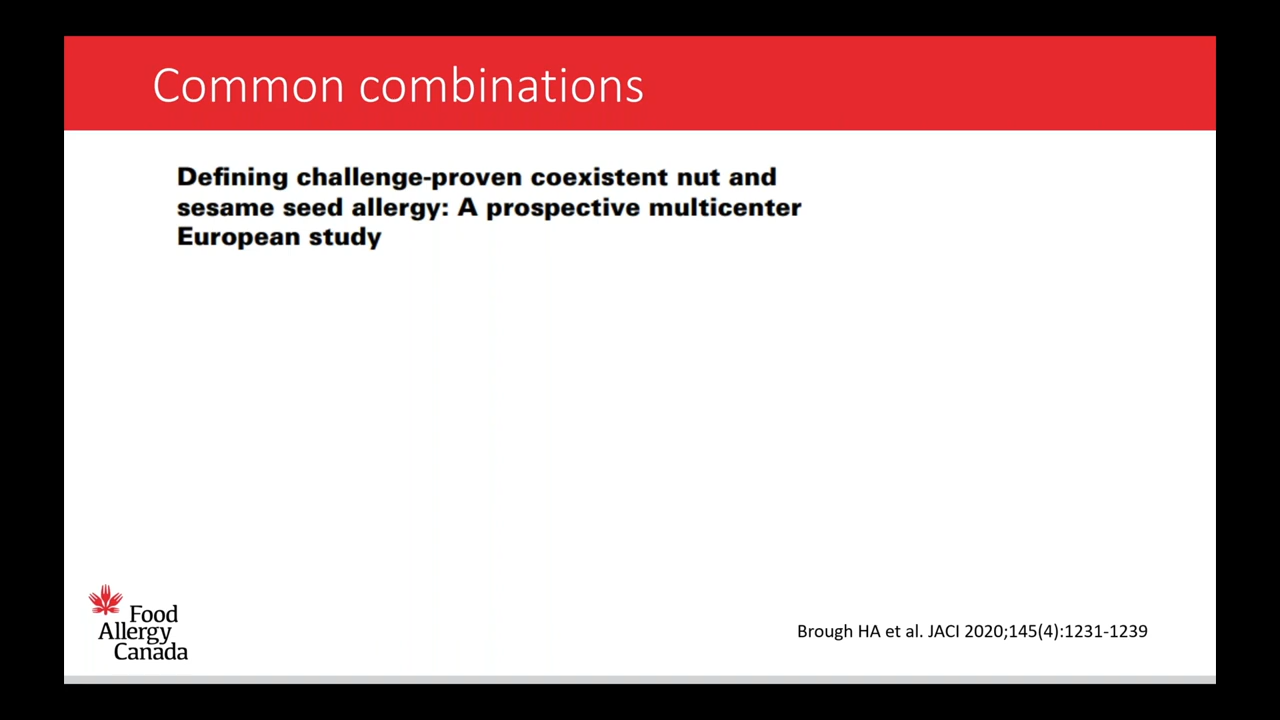 Common combinations
Defining challenge-proven coexistent nut and
sesame seed allergy: A prospective multicenter
European study
Food
Allergy
Canada
Brough HA et al. JACI 2020;145(4):1231-1239